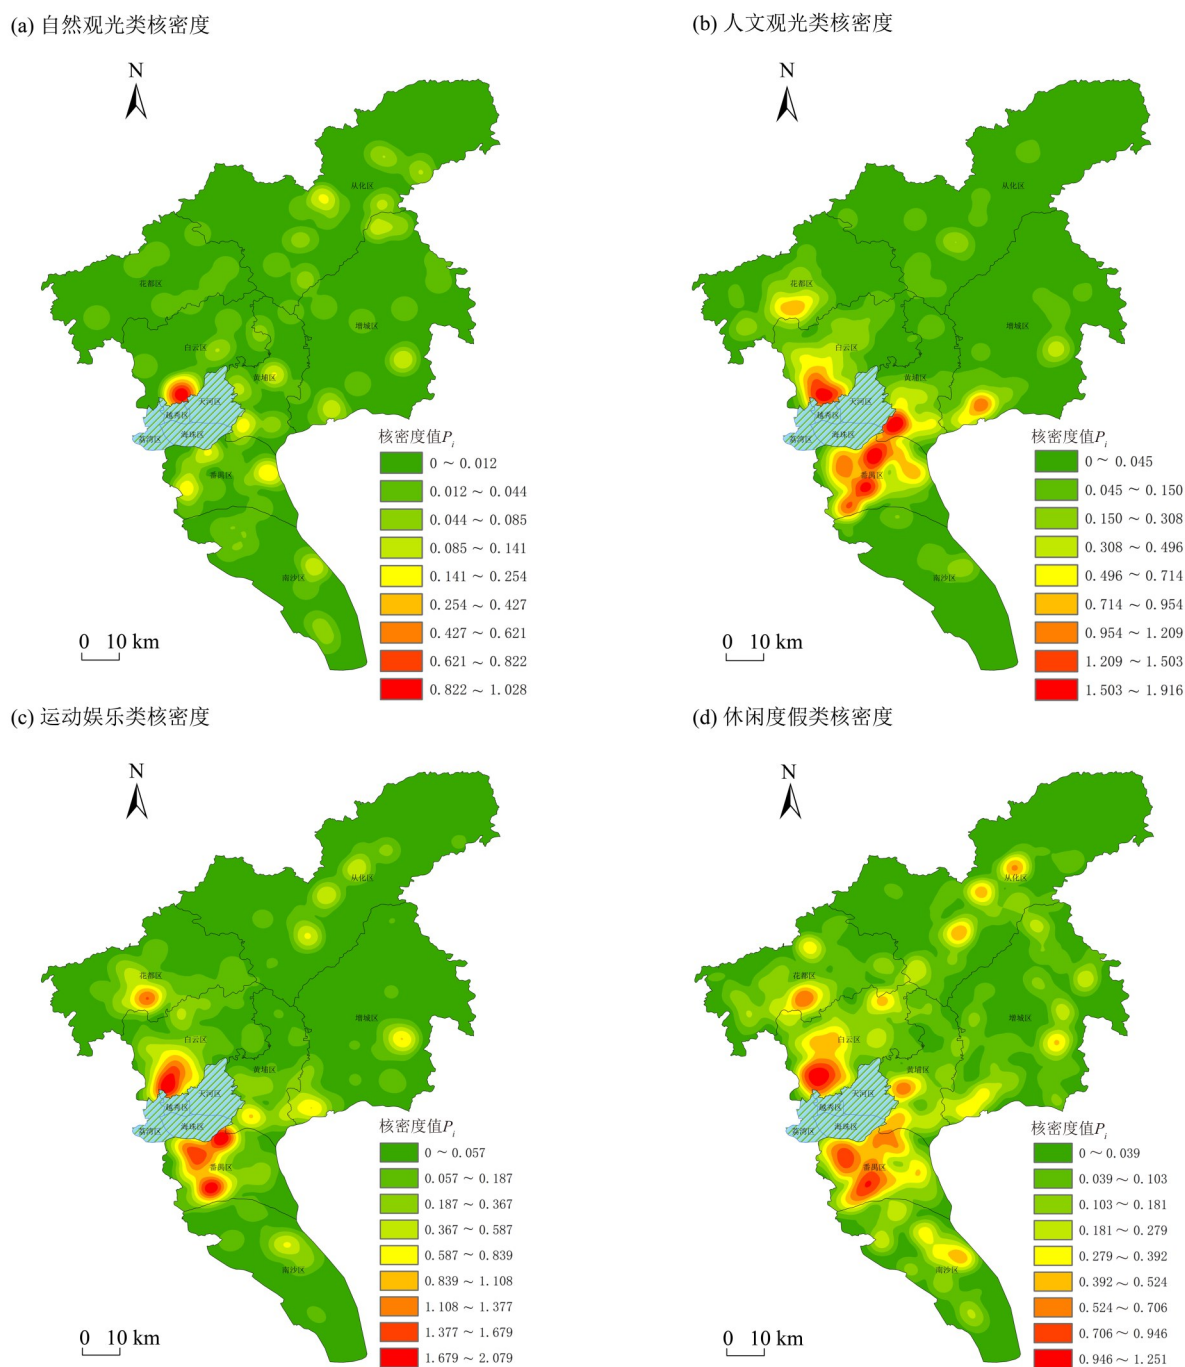 (a) 自然观光类核密度
N
从化区
花都区
增城区
白云区
黄埔区
天河区
越秀区
荔湾区
海珠区
番禺区
南沙区
0 10 km
核密度值Pi
0 ~ 0.012
0.012 ~ 0.044
0.044 ~ 0.085
0.085 ~ 0.141
0.141 ~ 0.254
0.254 ~ 0.427
0.427 ~ 0.621
0.621 ~ 0.822
0.822 ~ 1.028
(b) 人文观光类核密度
N
从化区
花都区
增城区
白云区
黄埔区
天河区
越秀区
荔湾区
海珠区
番禺区
南沙区
0 10 km
核密度值Pi
0 ~ 0.045
0.045 ~ 0.150
0.150 ~ 0.308
0.308 ~ 0.496
0.496 ~ 0.714
0.714 ~ 0.954
0.954 ~ 1.209
1.209 ~ 1.503
1.503 ~ 1.916
(c) 运动娱乐类核密度
N
从化区
花都区
增城区
白云区
黄埔区
天河区
越秀区
荔湾区
海珠区
番禺区
南沙区
0 10 km
核密度值Pi
0 ~ 0.057
0.057 ~ 0.187
0.187 ~ 0.367
0.367 ~ 0.587
0.587 ~ 0.839
0.839 ~ 1.108
1.108 ~ 1.377
1.377 ~ 1.679
1.679 ~ 2.079
(d) 休闲度假类核密度
N
从化区
花都区
增城区
白云区
黄埔区
天河区
越秀区
荔湾区
海珠区
番禺区
南沙区
0 10 km
核密度值Pi
0 ~ 0.039
0.039 ~ 0.103
0.103 ~ 0.181
0.181 ~ 0.279
0.279 ~ 0.392
0.392 ~ 0.524
0.524 ~ 0.706
0.706 ~ 0.946
0.946 ~ 1.251